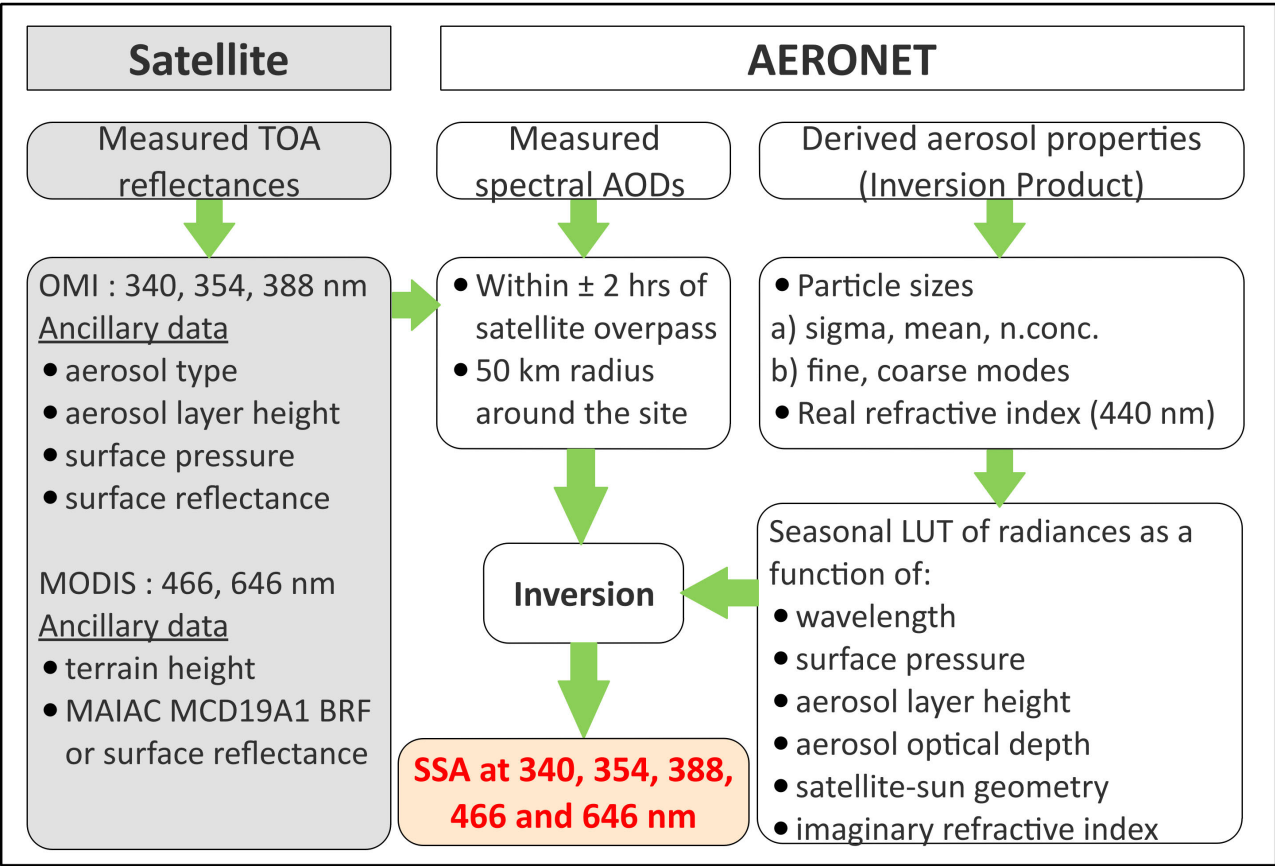 Satellite
AERONET
Measured TOA
reflectances
Measured
spectral AODs
Derived aerosol properties
(Inversion Product)
OMI : 340, 354, 388 nm
Ancillary data
• aerosol type
• aerosol layer height
• surface pressure
• surface reflectance
MODIS : 466, 646 nm
Ancillary data
• terrain height
• MAIAC MCD19A1 BRF
or surface reflectance
• Within ± 2 hrs of
satellite overpass
• 50 km radius
around the site
• Particle sizes
a) sigma, mean, n.conc.
b) fine, coarse modes
• Real refractive index (440 nm)
Inversion
Seasonal LUT of radiances as a
function of:
• wavelength
• surface pressure
• aerosol layer height
• aerosol optical depth
• satellite-sun geometry
• imaginary refractive index
SSA at 340, 354, 388,
466 and 646 nm